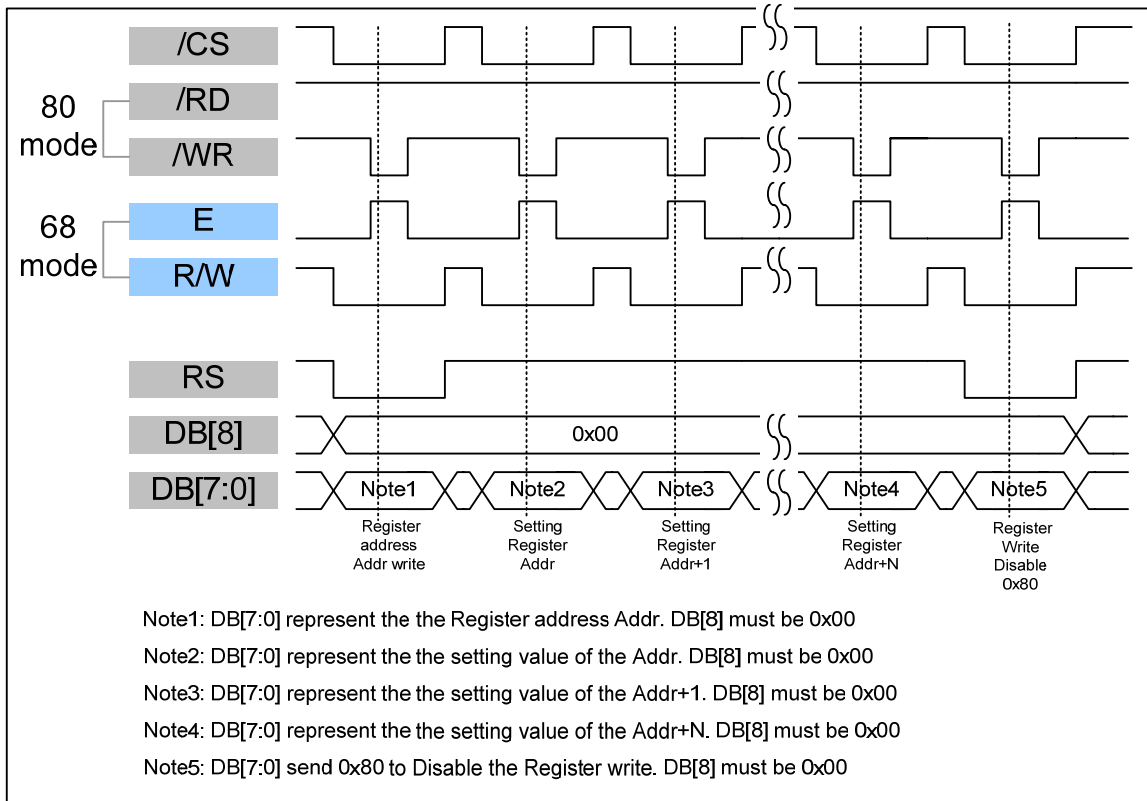 /CS
80
mode
/RD
/WR
68
mode
E
R/W
RS
DB[8]
0x00
DB[7:0]
Note1
Note2
Note3
Note4
Note5
Register
address
Addr write
Setting
Register
Addr
Setting
Register
Addr+1
Setting
Register
Addr+N
Register
Write
Disable
0x80
Note1: DB[7:0] represent the the Register address Addr. DB[8] must be 0x00
Note2: DB[7:0] represent the the setting value of the Addr. DB[8] must be 0x00
Note3: DB[7:0] represent the the setting value of the Addr+1. DB[8] must be 0x00
Note4: DB[7:0] represent the the setting value of the Addr+N. DB[8] must be 0x00
Note5: DB[7:0] send 0x80 to Disable the Register write. DB[8] must be 0x00